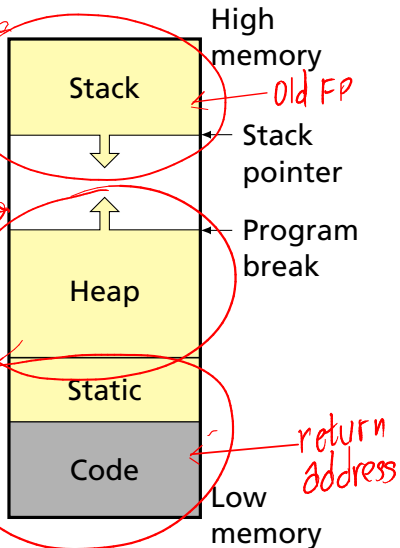 High
memory
Stack
Old FP
Stack
pointer
Program
break
Heap
Static
return
address
Code
Low
memory